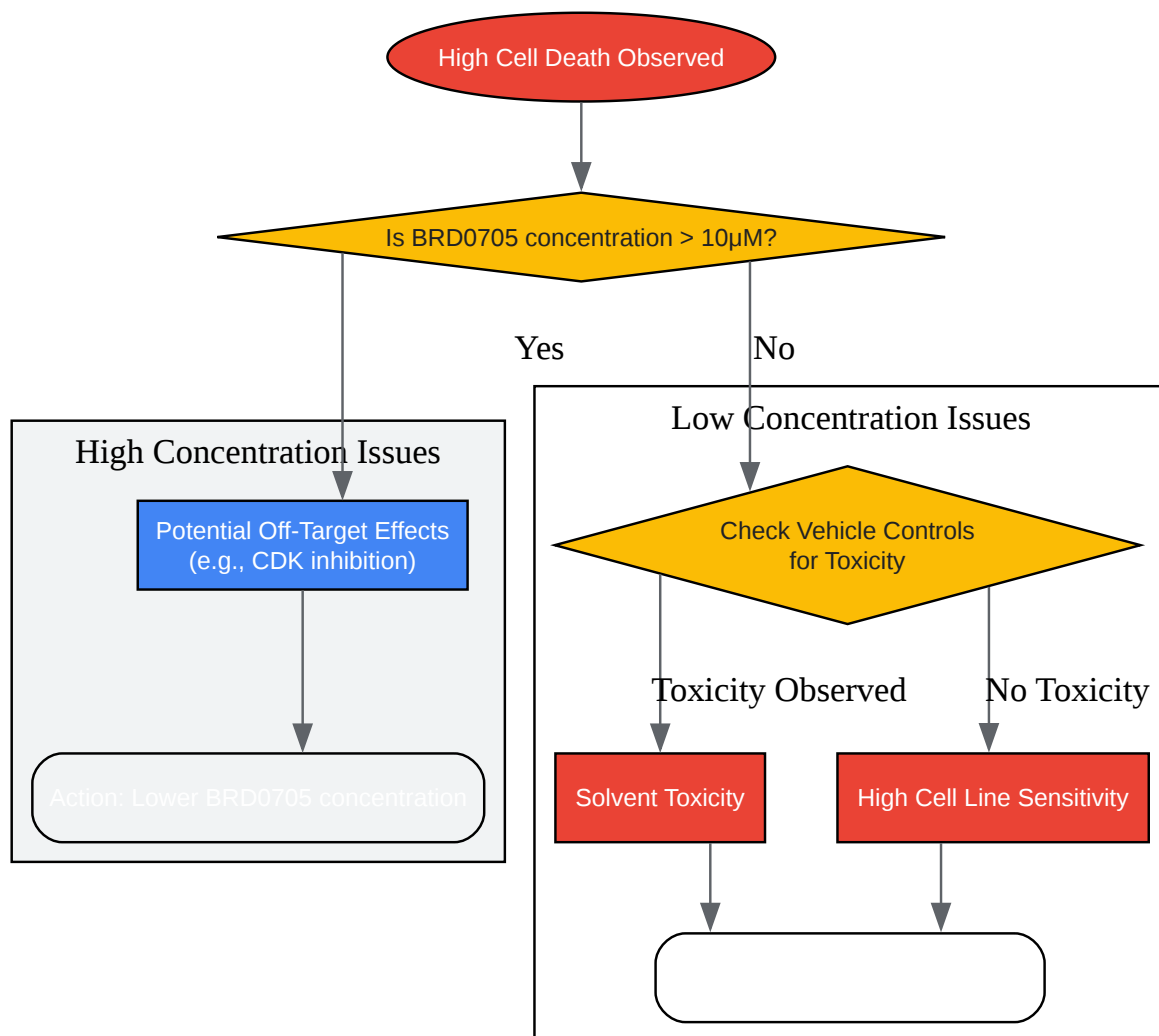 High Cell Death Observed
Is BRD0705 concentration > 10μM?
Yes
No
High Concentration Issues
Potential Off-Target Effects
(e.g., CDK inhibition)
Action: Lower BRD0705 concentration
Low Concentration Issues
Check Vehicle Controls
for Toxicity
Toxicity Observed
No Toxicity
Solvent Toxicity
High Cell Line Sensitivity